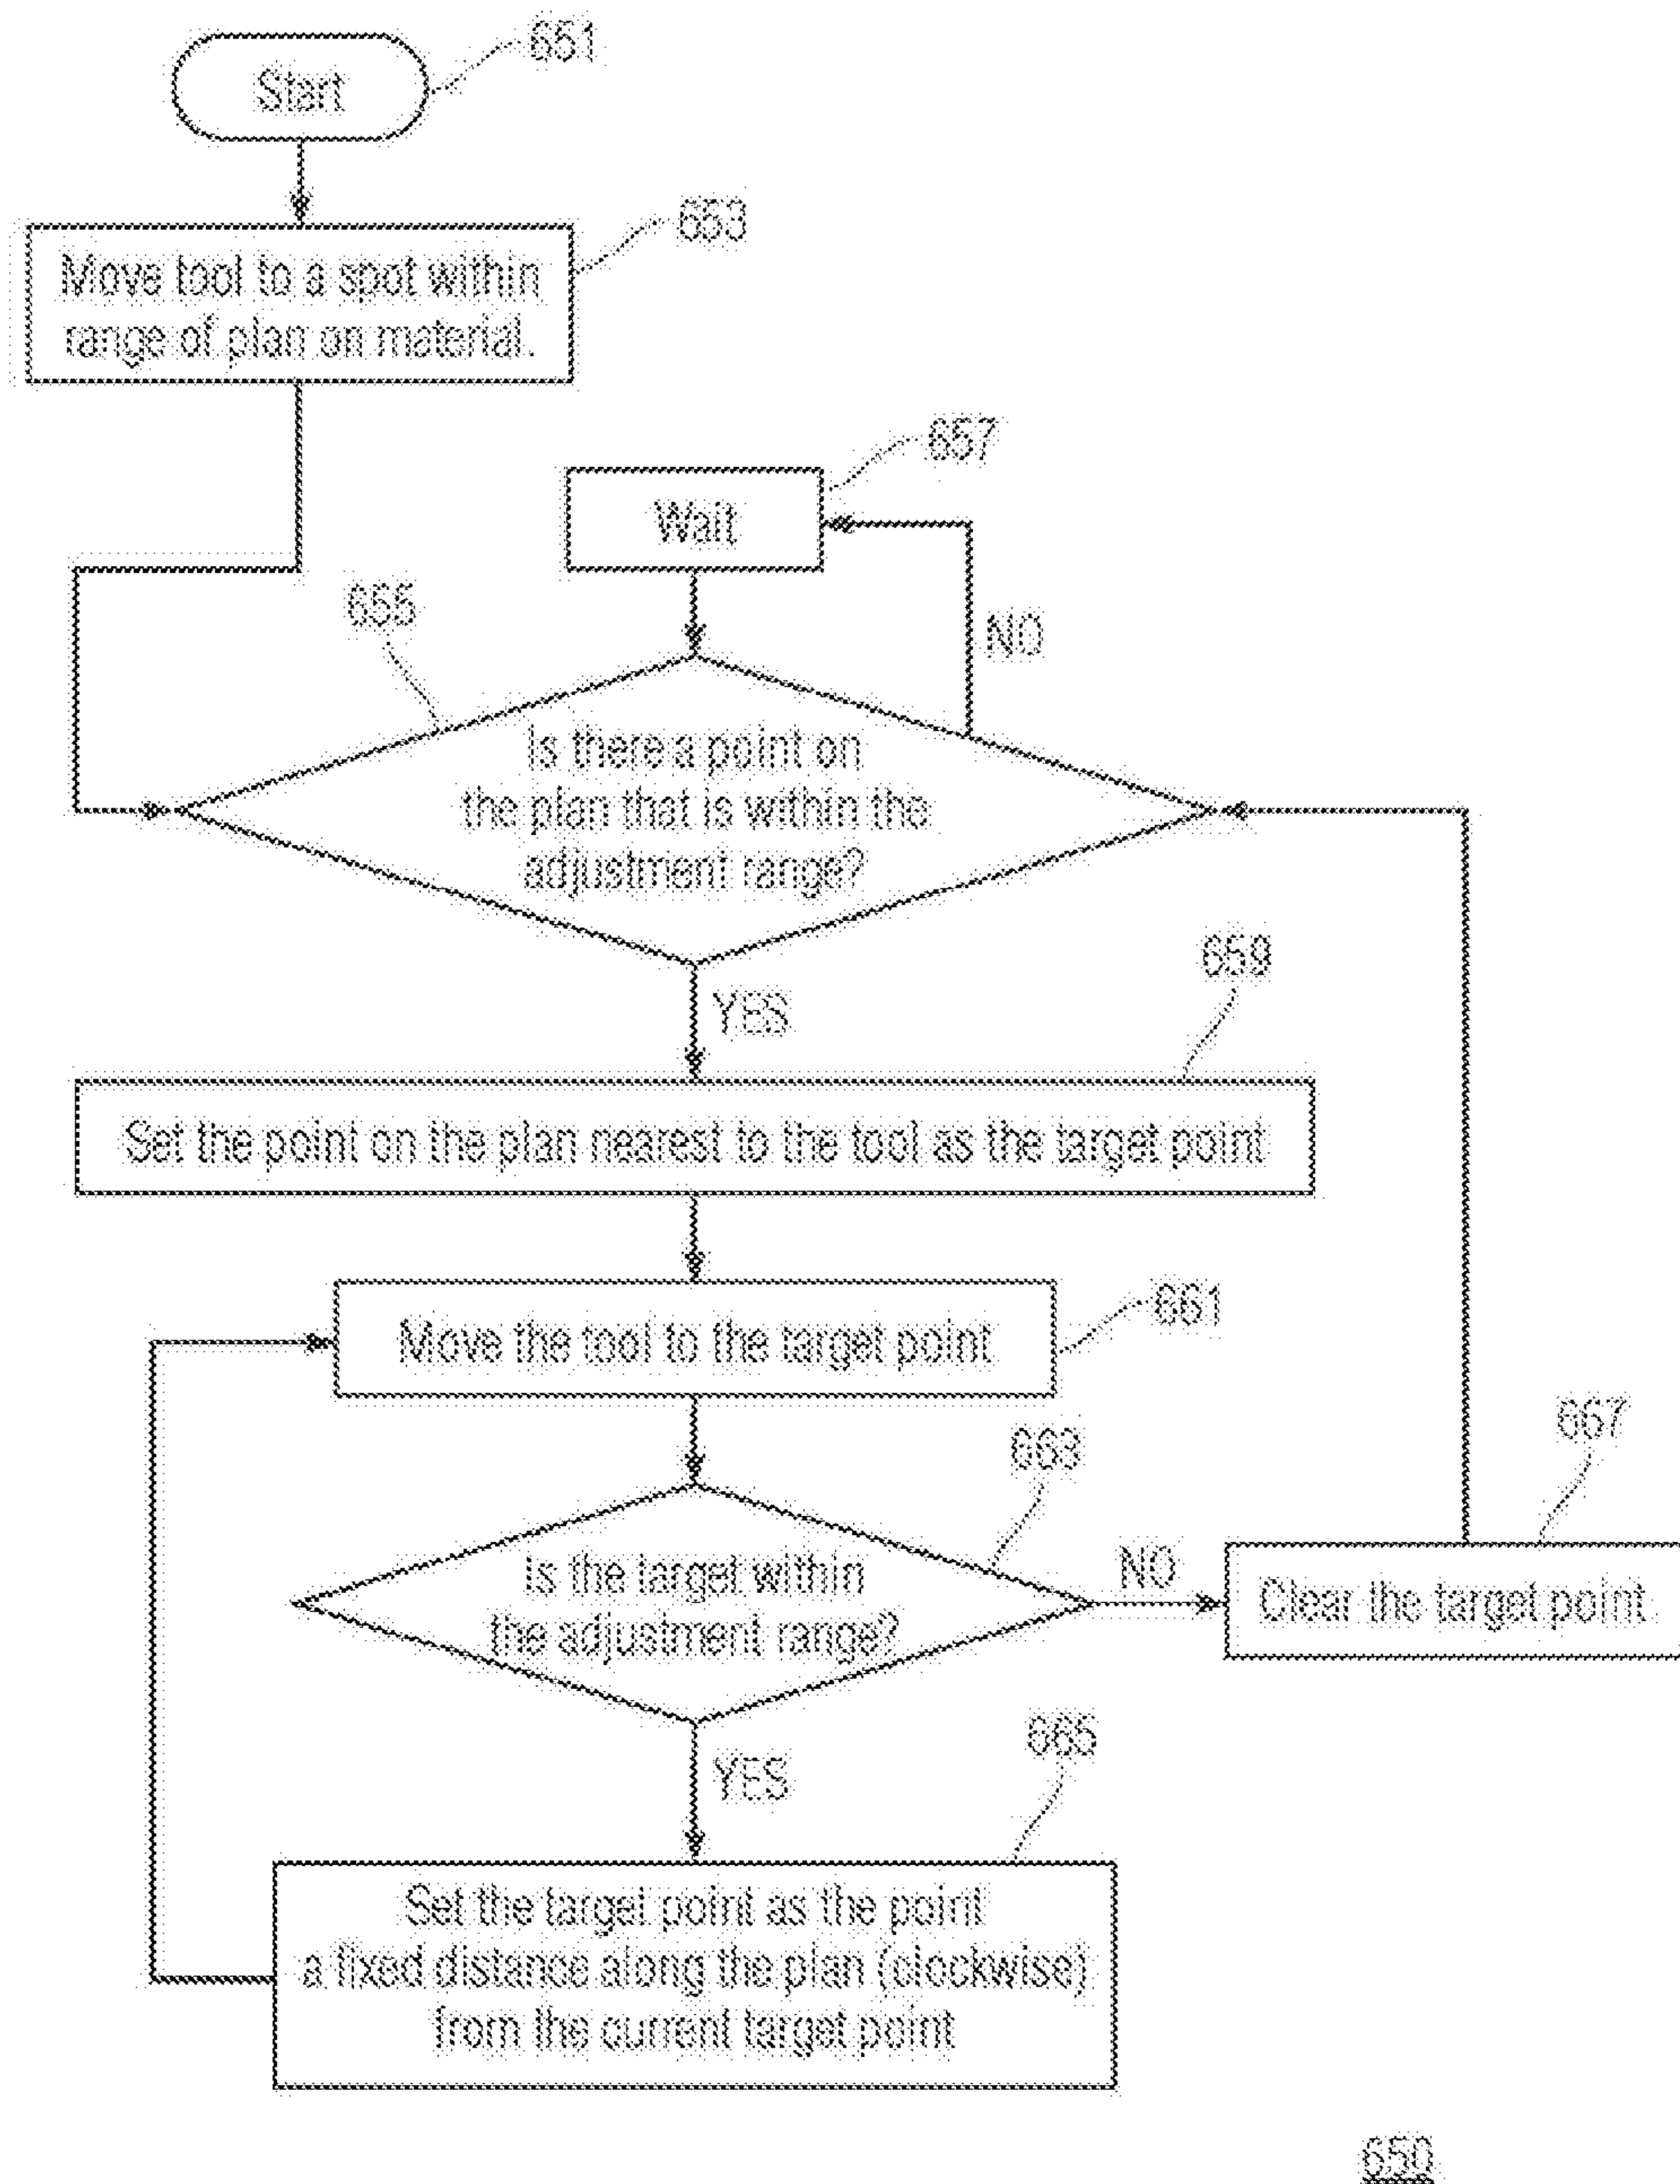 651
Start
653
Move tool to a spot within
range of plan on material.
657
Wait
655
NO
Is there a point on
the plan that is within the
adjustment range?
659
YES
Set the point on the plan nearest to the tool as the target point
661
Move the tool to the target point
663
667
NO
Is the target within
the adjustment range?
Clear the target point
665
YES
Set the target point as the point
a fixed distance along the plan (clockwise)
from the current target point
650